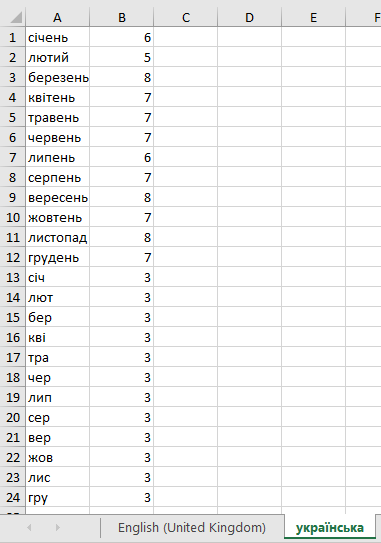 A B C D E F
1 січень 6
2 лютий 5
3 березень 8
4 квітень 7
5 травень 7
6 червень 7
7 липень 6
8 серпень 7
9 вересень 8
10 жовтень 7
11 листопад 8
12 грудень 7
13 січ 3
14 лют 3
15 бер 3
16 кві 3
17 тра 3
18 чер 3
19 лип 3
20 сер 3
21 вер 3
22 жов 3
23 лис 3
24 гру 3
English (United Kingdom) українська